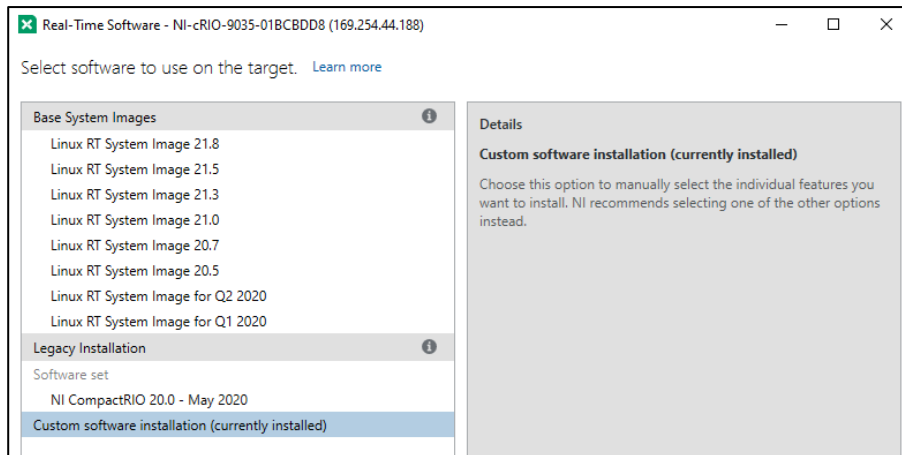 Real-Time Software - NI-cRIO-9035-01BCBDD8 (169.254.44.188)
Select software to use on the target. Learn more
Base System Images
Linux RT System Image 21.8
Linux RT System Image 21.5
Linux RT System Image 21.3
Linux RT System Image 21.0
Linux RT System Image 20.7
Linux RT System Image 20.5
Linux RT System Image for Q2 2020
Linux RT System Image for Q1 2020
Legacy Installation
Software set
NI CompactRIO 20.0 - May 2020
Custom software installation (currently installed)
Details
Custom software installation (currently installed)
Choose this option to manually select the individual features you
want to install. NI recommends selecting one of the other options
instead.